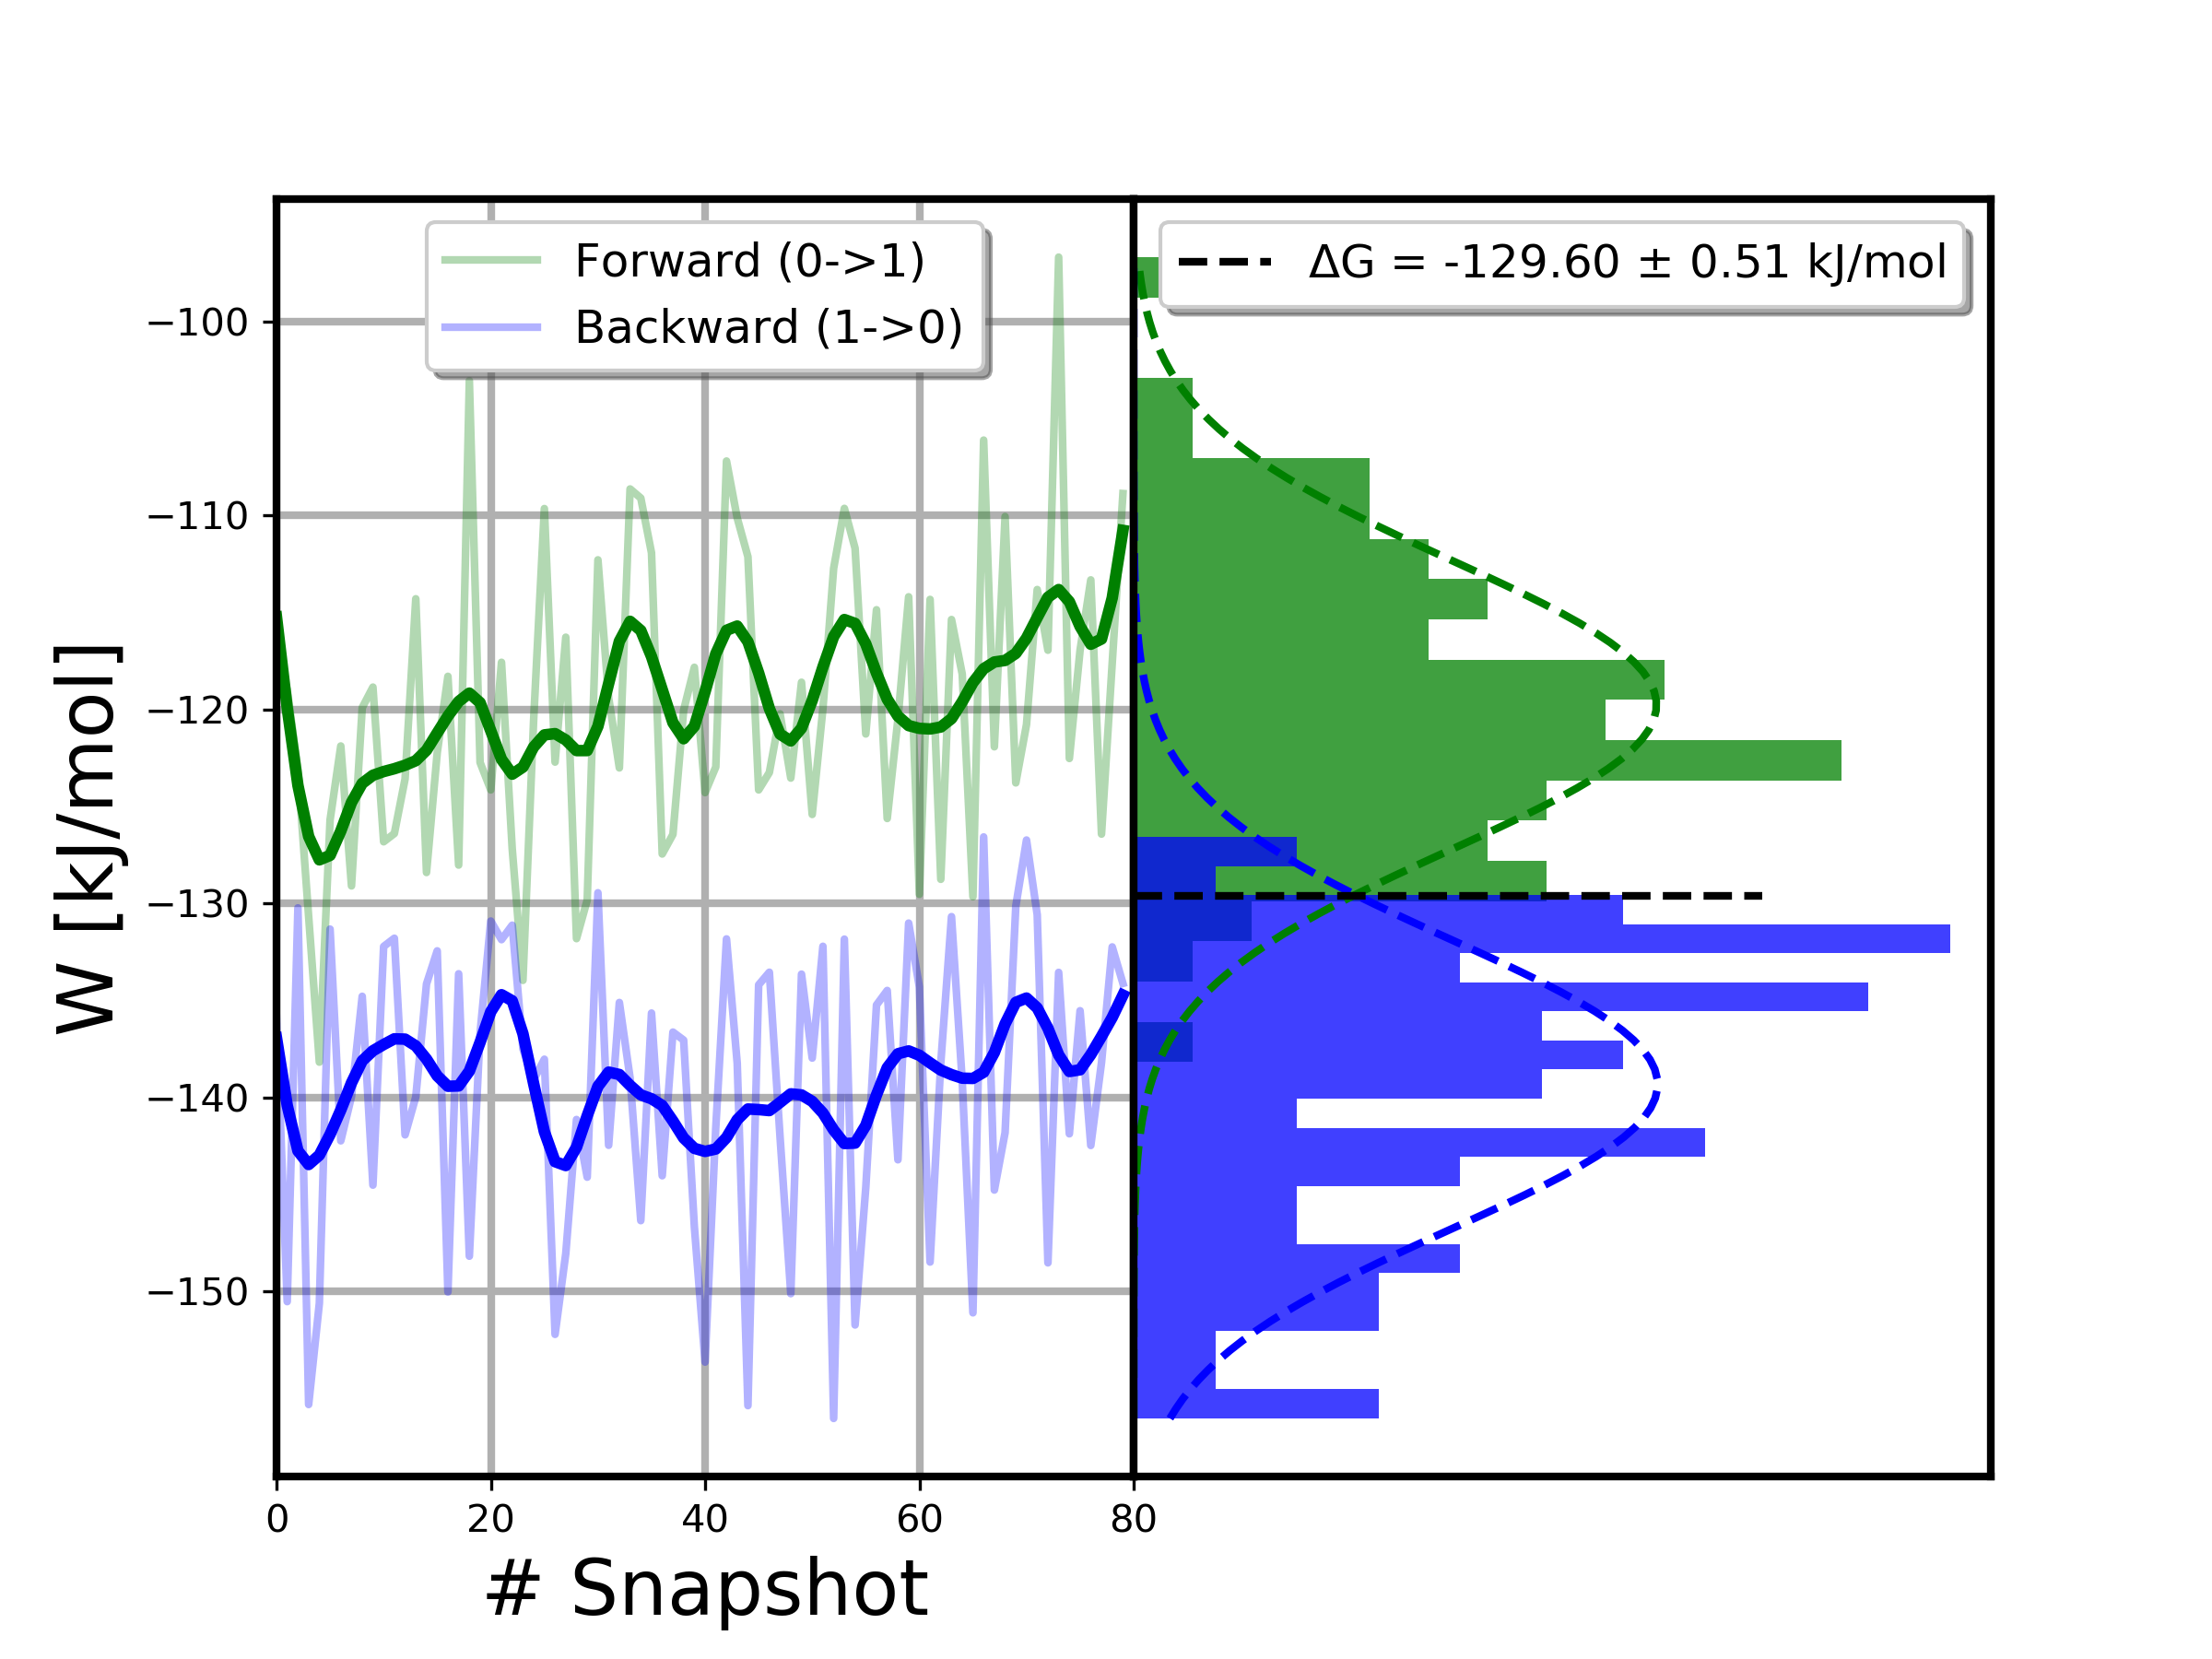 Forward (0->1)
Backward (1->0)
ΔG = -129.60 ± 0.51 kJ/mol
W [kJ/mol]
−100
−110
−120
−130
−140
−150
0 20 40 60 80
# Snapshot